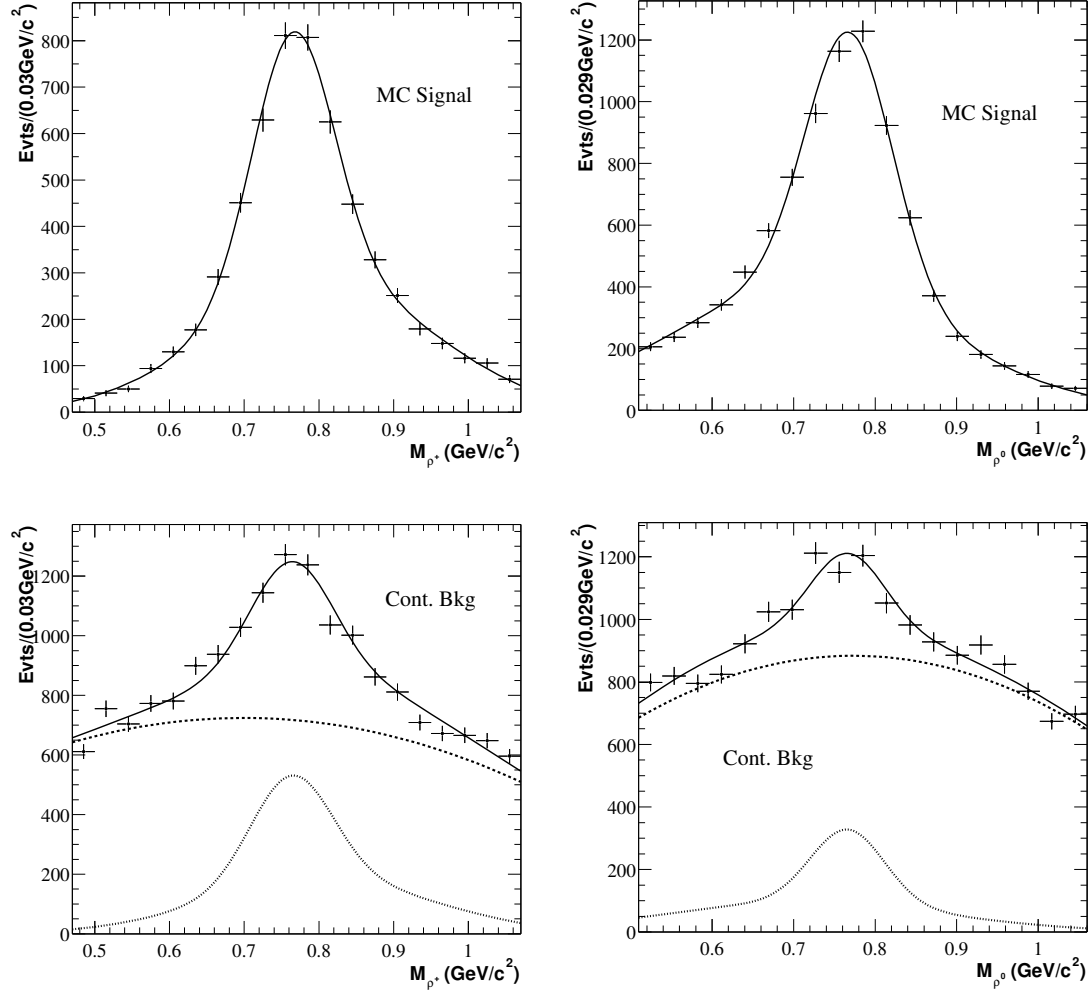 Evts/(0.03GeV/c²)
800
700
600
500
400
300
200
100
0
MC Signal
0.5 0.6 0.7 0.8 0.9 1
M_ρ⁺ (GeV/c²)
Evts/(0.029GeV/c²)
1200
1000
800
600
400
200
0
MC Signal
0.6 0.7 0.8 0.9 1
M_ρ⁰ (GeV/c²)
Evts/(0.03GeV/c²)
1200
1000
800
600
400
200
0
Cont. Bkg
0.5 0.6 0.7 0.8 0.9 1
M_ρ⁺ (GeV/c²)
Evts/(0.029GeV/c²)
1200
1000
800
600
400
200
0
Cont. Bkg
0.6 0.7 0.8 0.9 1
M_ρ⁰ (GeV/c²)